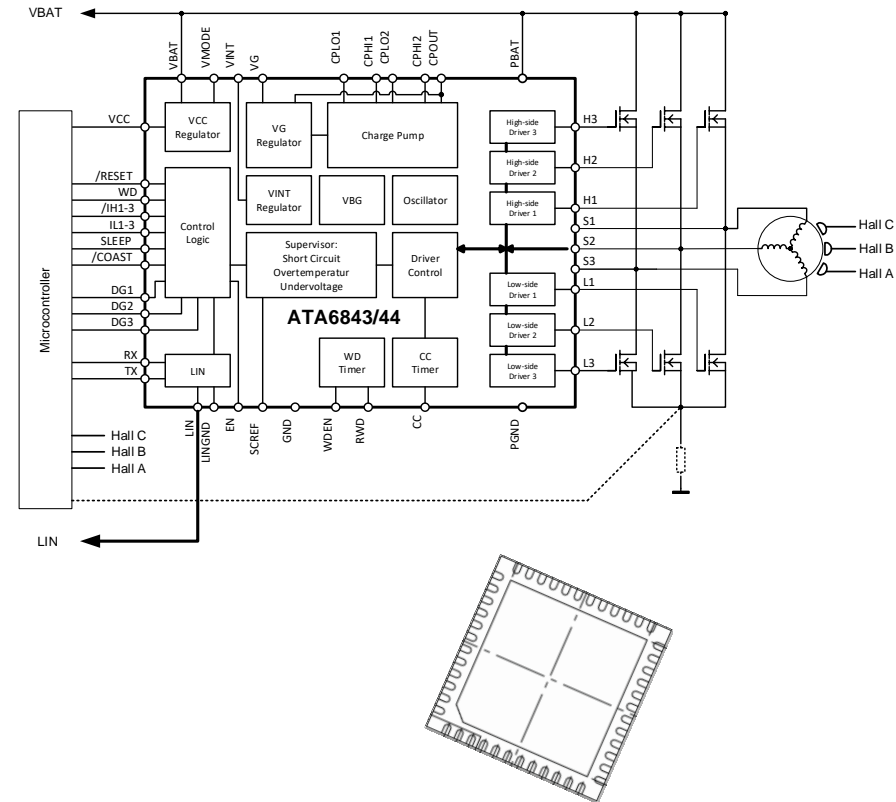 VBAT
VBAT
VMODE
VINT
VG
CPLO1
CPHI1
CPLO2
CPHI2
CPOUT
PBAT
Microcontroller
VCC
/RESET
WD
/IH1-3
IL1-3
SLEEP
/COAST
DG1
DG2
DG3
RX
TX
Hall C
Hall B
Hall A
VCC
Regulator
VG
Regulator
Charge Pump
Control
Logic
VINT
Regulator
VBG
Oscillator
Supervisor:
Short Circuit
Overtemperatur
Undervoltage
Driver
Control
ATA6843/44
LIN
WD
Timer
CC
Timer
High-side
Driver 3
High-side
Driver 2
High-side
Driver 1
Low-side
Driver 1
Low-side
Driver 2
Low-side
Driver 3
H3
H2
H1
S1
S2
S3
L1
L2
L3
Hall C
Hall B
Hall A
LIN
LINGND
EN
SCREF
GND
WDEN
RWD
CC
PGND
LIN